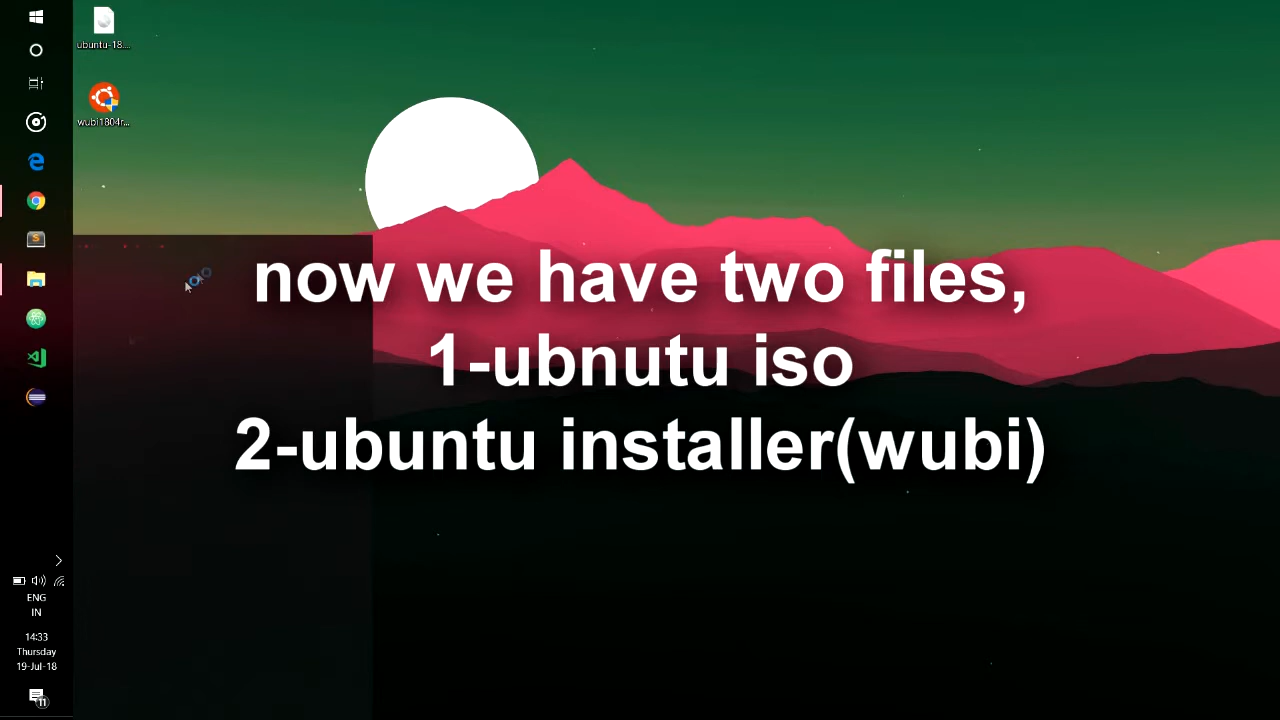 ubuntu-18...
wubi1804r...
now we have two files,
1-ubnutu iso
2-ubuntu installer(wubi)
ENG
IN
14:33
Thursday
19-Jul-18
11